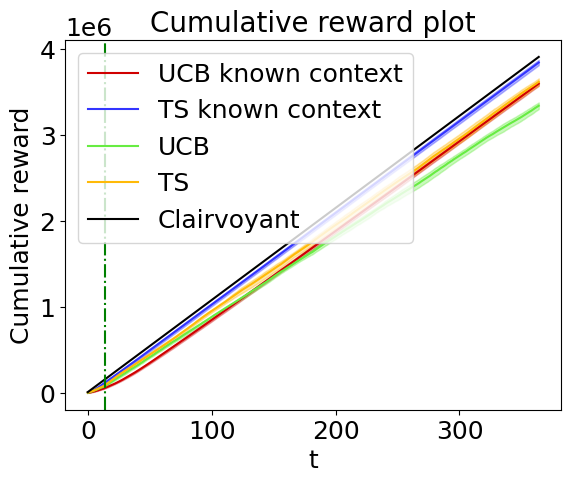 Cumulative reward plot
1e6
4
3
2
1
0
Cumulative reward
UCB known context
TS known context
UCB
TS
Clairvoyant
0 100 200 300
t